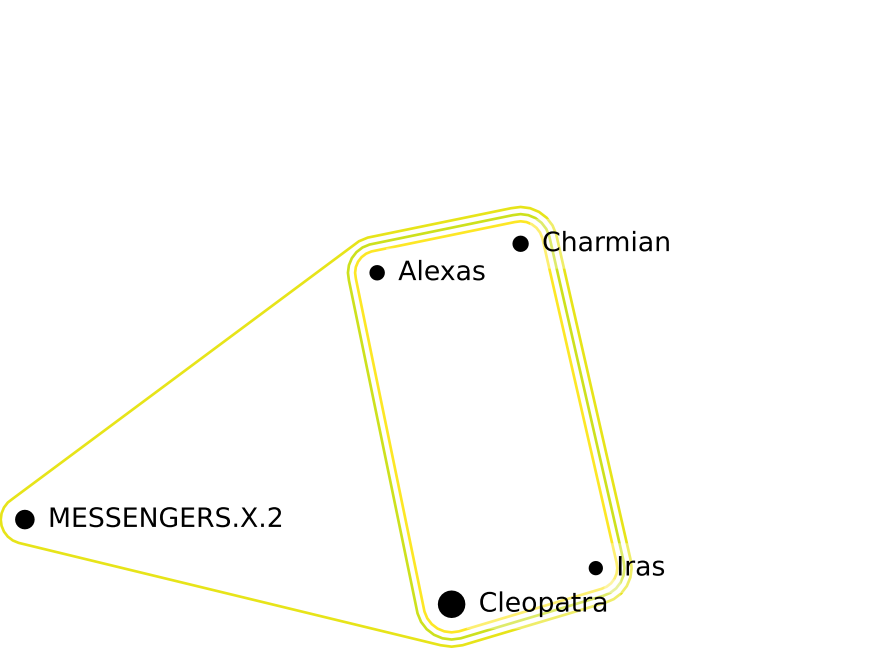 Charmian
Alexas
MESSENGERS.X.2
Iras
Cleopatra